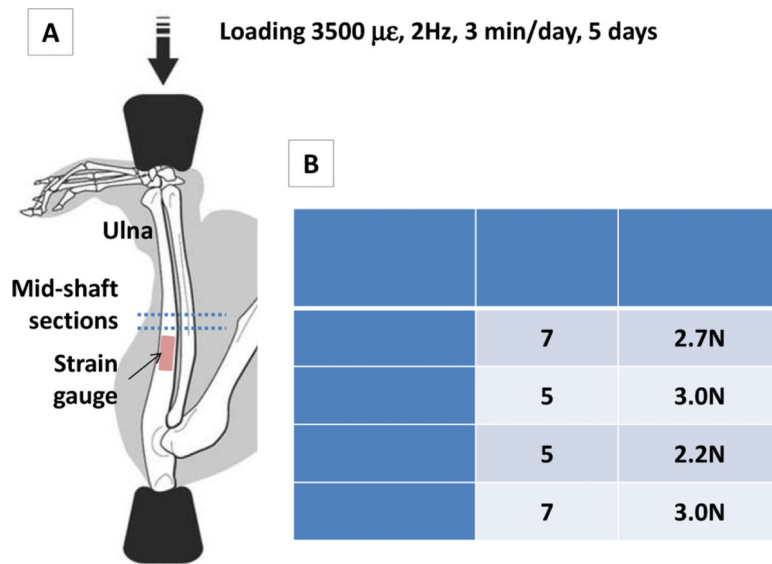 A
Loading 3500 με, 2Hz, 3 min/day, 5 days
B
Ulna
Mid-shaft
sections
Strain
gauge
7 2.7N
5 3.0N
5 2.2N
7 3.0N